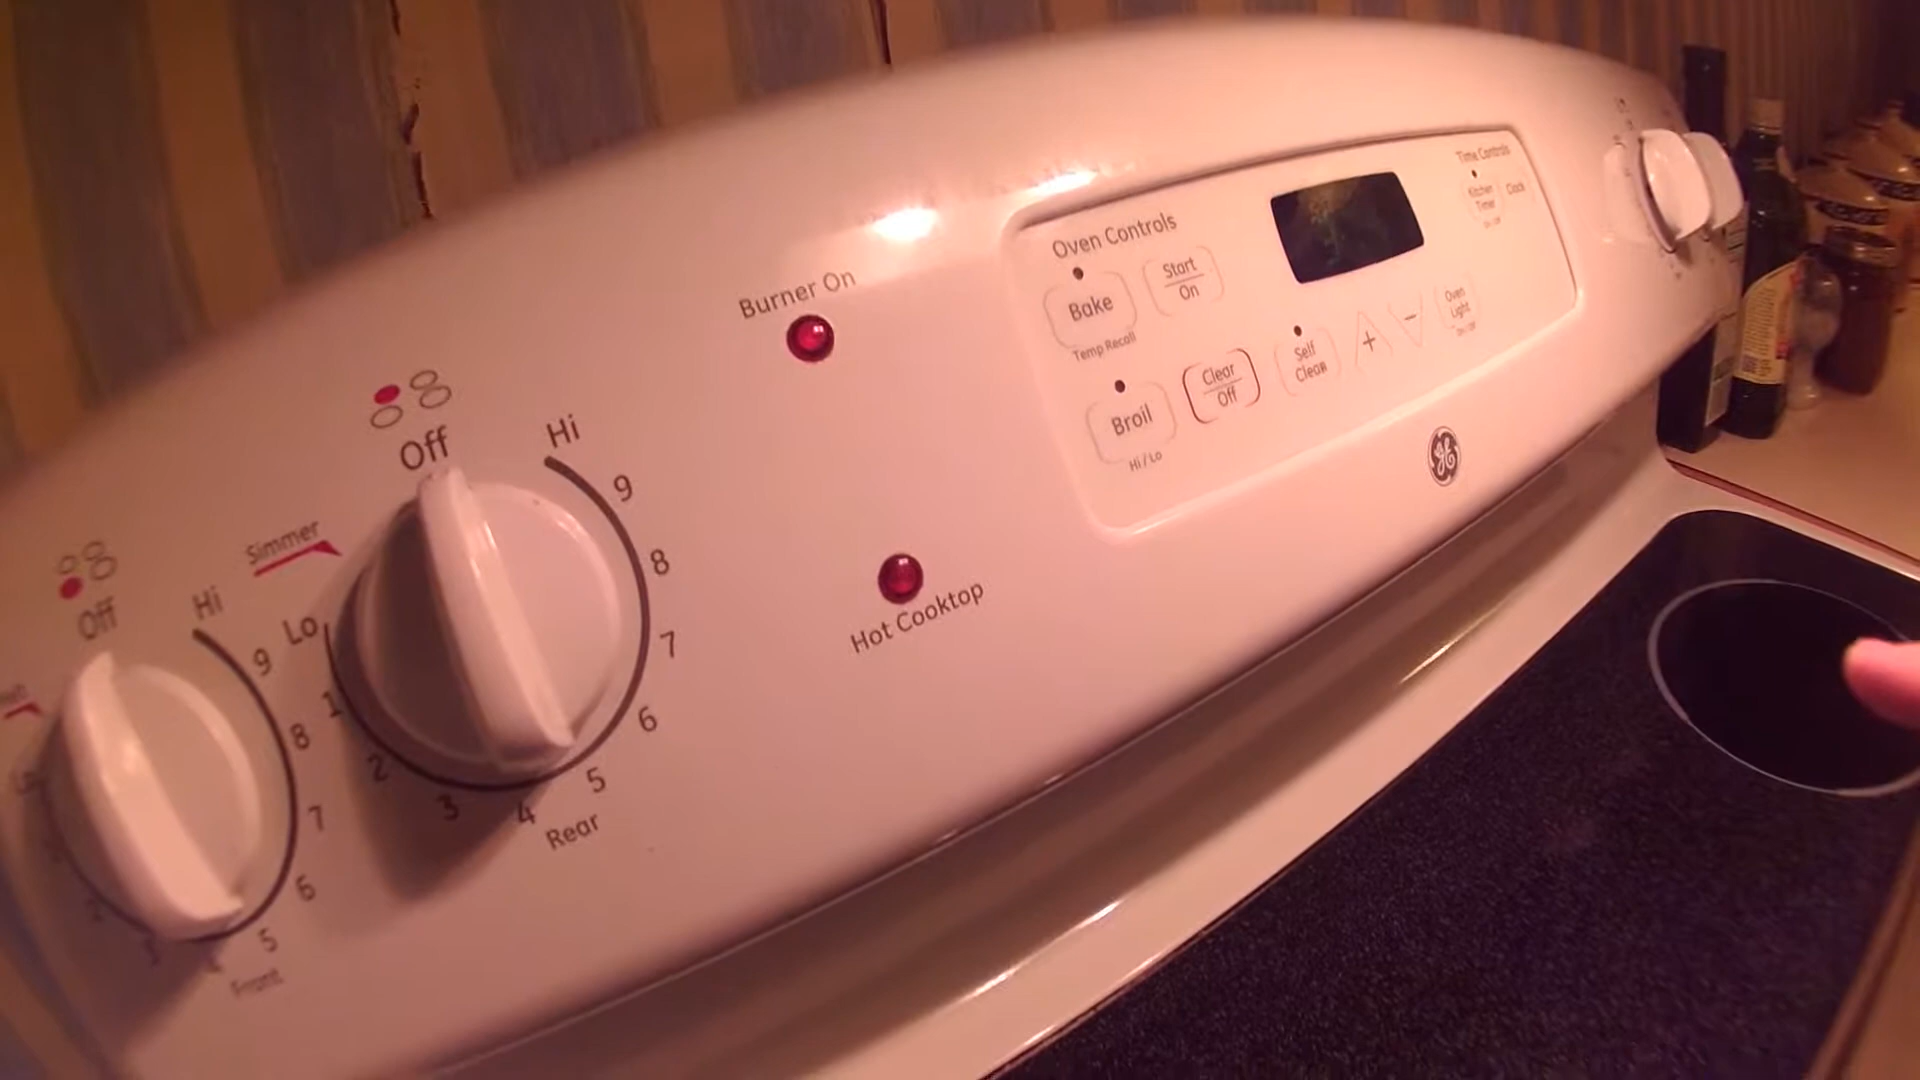 Burner On
Hot Cooktop
Off
Hi
9
8
7
6
5
4
3
2
1
Lo
Simmer
Rear
Off
Hi
9
8
7
6
5
Front
Oven Controls
Bake
Temp Recall
Start
On
Broil
Hi / Lo
Clear
Off
Self
Clean
+
-
Oven
Light
Time Controls
Kitchen
Timer
Clock
GE